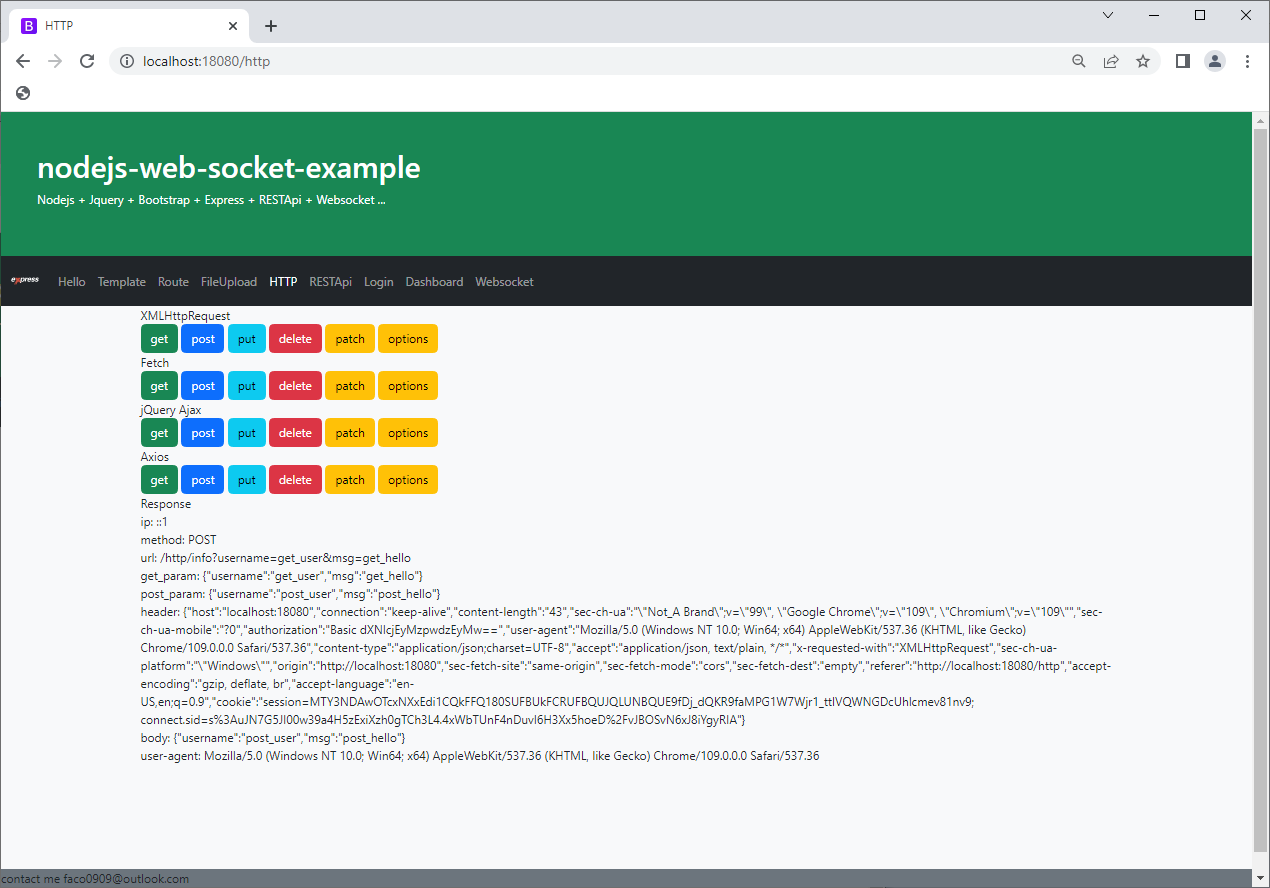 HTTP
localhost:18080/http
nodejs-web-socket-example
Nodejs + Jquery + Bootstrap + Express + RESTApi + Websocket ...
express Hello Template Route FileUpload HTTP RESTApi Login Dashboard Websocket
XMLHttpRequest
get post put delete patch options
Fetch
get post put delete patch options
jQuery Ajax
get post put delete patch options
Axios
get post put delete patch options
Response
ip: ::1
method: POST
url: /http/info?username=get_user&msg=get_hello
get_param: {"username":"get_user","msg":"get_hello"}
post_param: {"username":"post_user","msg":"post_hello"}
header: {"host":"localhost:18080","connection":"keep-alive","content-length":"43","sec-ch-ua":"\"Not_A Brand\";v=\"99\", \"Google Chrome\";v=\"109\", \"Chromium\";v=\"109\"","sec-
ch-ua-mobile":"?0","authorization":"Basic dXNlcjEyMzpwdzEyMw==","user-agent":"Mozilla/5.0 (Windows NT 10.0; Win64; x64) AppleWebKit/537.36 (KHTML, like Gecko)
Chrome/109.0.0.0 Safari/537.36","content-type":"application/json;charset=UTF-8","accept":"application/json, text/plain, */*","x-requested-with":"XMLHttpRequest","sec-ch-ua-
platform":"\"Windows\"","origin":"http://localhost:18080","sec-fetch-site":"same-origin","sec-fetch-mode":"cors","sec-fetch-dest":"empty","referer":"http://localhost:18080/http","accept-
encoding":"gzip, deflate, br","accept-language":"en-
US,en;q=0.9","cookie":"session=MTY3NDAwOTcxNXxEdi1CQkFFQ180SUFBUkFCRUFBQUJQLUNBQUE9fDj_dQKR9faMPG1W7Wjr1_ttlVQWNGDcUhlcmev81nv9;
connect.sid=s%3AuJN7G5Jl00w39a4H5zExiXzh0gTCh3L4.4xWbTUnF4nDuvl6H3Xx5hoeD%2FvJBOSvN6xJ8iYgyRlA"}
body: {"username":"post_user","msg":"post_hello"}
user-agent: Mozilla/5.0 (Windows NT 10.0; Win64; x64) AppleWebKit/537.36 (KHTML, like Gecko) Chrome/109.0.0.0 Safari/537.36
contact me faco0909@outlook.com